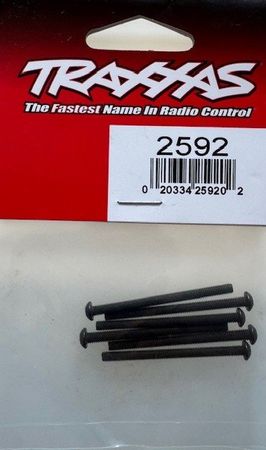 TRAXXAS
The Fastest Name In Radio Control
2592
0 20334 25920 2